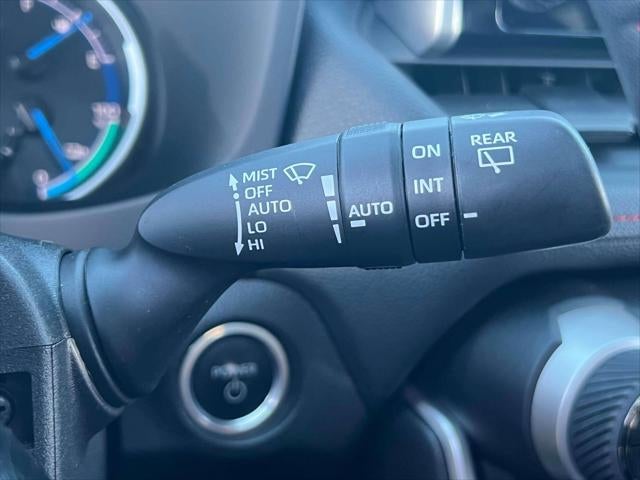 MIST
OFF
AUTO
LO
HI
AUTO
ON
INT
OFF
REAR
POWER